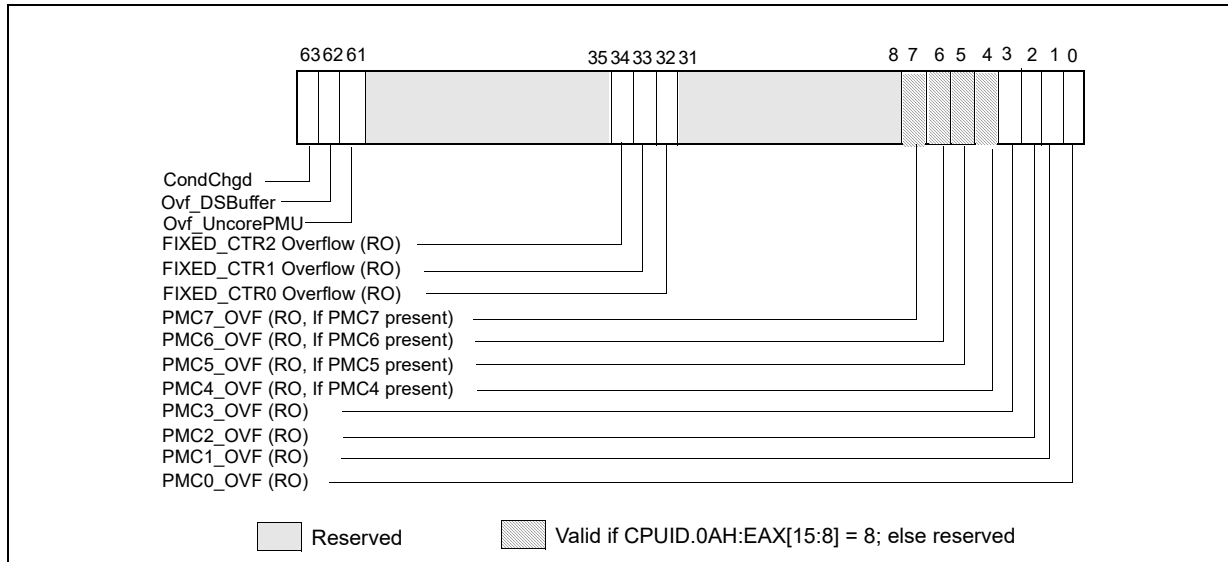 63 62 61 35 34 33 32 31 8 7 6 5 4 3 2 1 0
CondChgd
Ovf_DSBuffer
Ovf_UncorePMU
FIXED_CTR2 Overflow (RO)
FIXED_CTR1 Overflow (RO)
FIXED_CTR0 Overflow (RO)
PMC7_OVF (RO, If PMC7 present)
PMC6_OVF (RO, If PMC6 present)
PMC5_OVF (RO, If PMC5 present)
PMC4_OVF (RO, If PMC4 present)
PMC3_OVF (RO)
PMC2_OVF (RO)
PMC1_OVF (RO)
PMC0_OVF (RO)
Reserved Valid if CPUID.0AH:EAX[15:8] = 8; else reserved